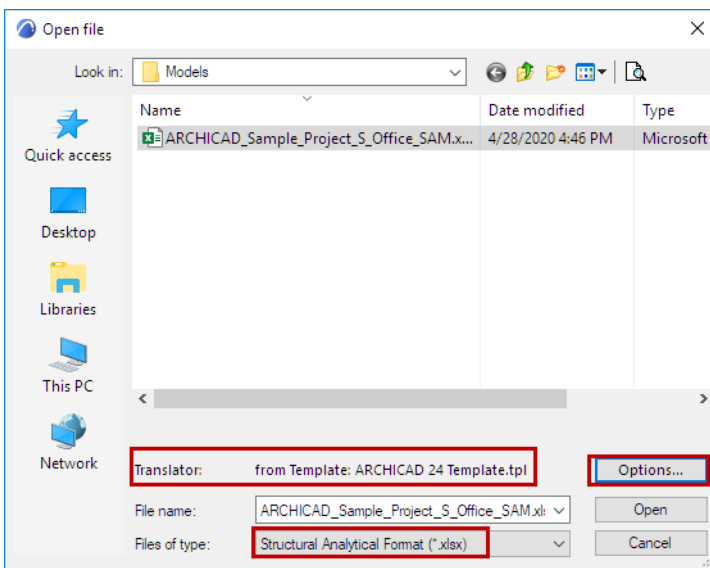 Open file
Look in: Models
Name Date modified Type
ARCHICAD_Sample_Project_S_Office_SAM.x... 4/28/2020 4:46 PM Microsoft
Quick access
Desktop
Libraries
This PC
Network
Translator: from Template: ARCHICAD 24 Template.tpl Options...
File name: ARCHICAD_Sample_Project_S_Office_SAM.xl Open
Files of type: Structural Analytical Format (*.xlsx) Cancel